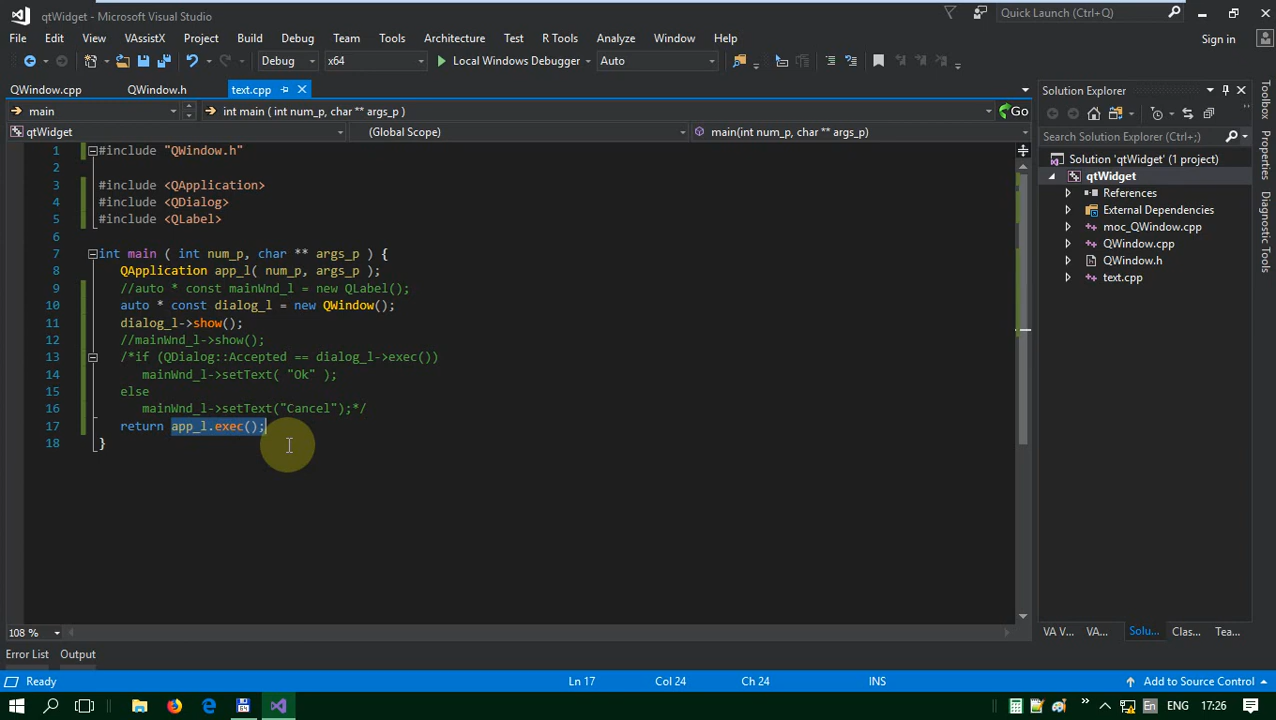 qtWidget - Microsoft Visual Studio
Quick Launch (Ctrl+Q)
File Edit View VAssistX Project Build Debug Team Tools Architecture Test R Tools Analyze Window Help
Sign in
Debug x64 Local Windows Debugger Auto
QWindow.cpp QWindow.h text.cpp
main int main ( int num_p, char ** args_p ) Go
qtWidget (Global Scope) main(int num_p, char ** args_p)
1 #include "QWindow.h"
2
3 #include <QApplication>
4 #include <QDialog>
5 #include <QLabel>
6
7 int main ( int num_p, char ** args_p ) {
8 QApplication app_l( num_p, args_p );
9 //auto * const mainWnd_l = new QLabel();
10 auto * const dialog_l = new QWindow();
11 dialog_l->show();
12 //mainWnd_l->show();
13 /*if (QDialog::Accepted == dialog_l->exec())
14 mainWnd_l->setText( "Ok" );
15 else
16 mainWnd_l->setText("Cancel");*/
17 return app_l.exec();
18 }
108 %
Solution Explorer
Search Solution Explorer (Ctrl+;)
Solution 'qtWidget' (1 project)
qtWidget
References
External Dependencies
moc_QWindow.cpp
QWindow.cpp
QWindow.h
text.cpp
VA V... VA... Solu... Clas... Tea...
Toolbox
Properties
Diagnostic Tools
Error List Output
Ready Ln 17 Col 24 Ch 24 INS Add to Source Control
64 En ENG 17:26